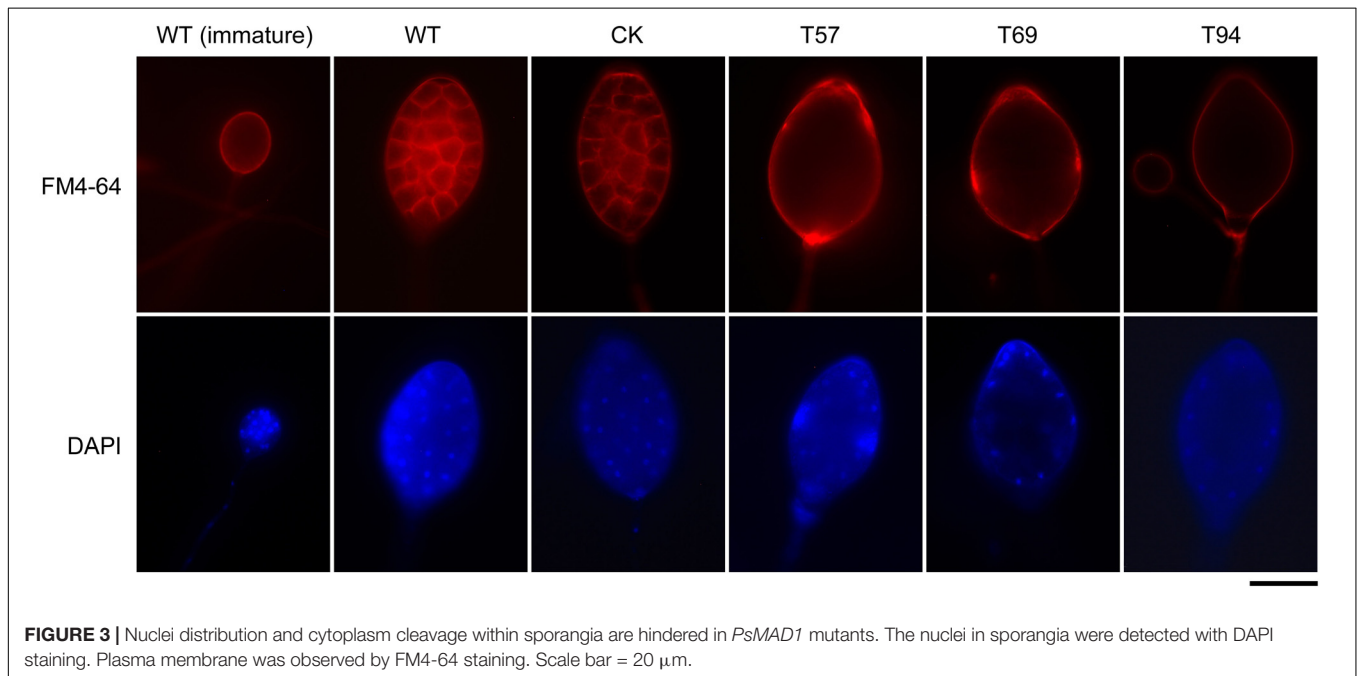 WT (immature) WT CK T57 T69 T94
FM4-64
DAPI
FIGURE 3 | Nuclei distribution and cytoplasm cleavage within sporangia are hindered in PsMAD1 mutants. The nuclei in sporangia were detected with DAPI
staining. Plasma membrane was observed by FM4-64 staining. Scale bar = 20 μm.